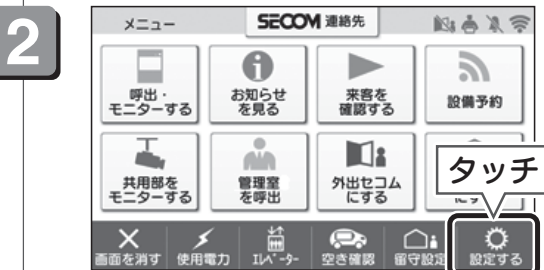 2
メニュー
SECOM 連絡先
呼出・
モニターする
お知らせ
を見る
来客を
確認する
設備予約
共用部を
モニターする
管理室
を呼出
外出セコム
にする
にす
タッチ
画面を消す
使用電力
ｴﾚﾍﾞｰﾀｰ
空き確認
留守設定
設定する